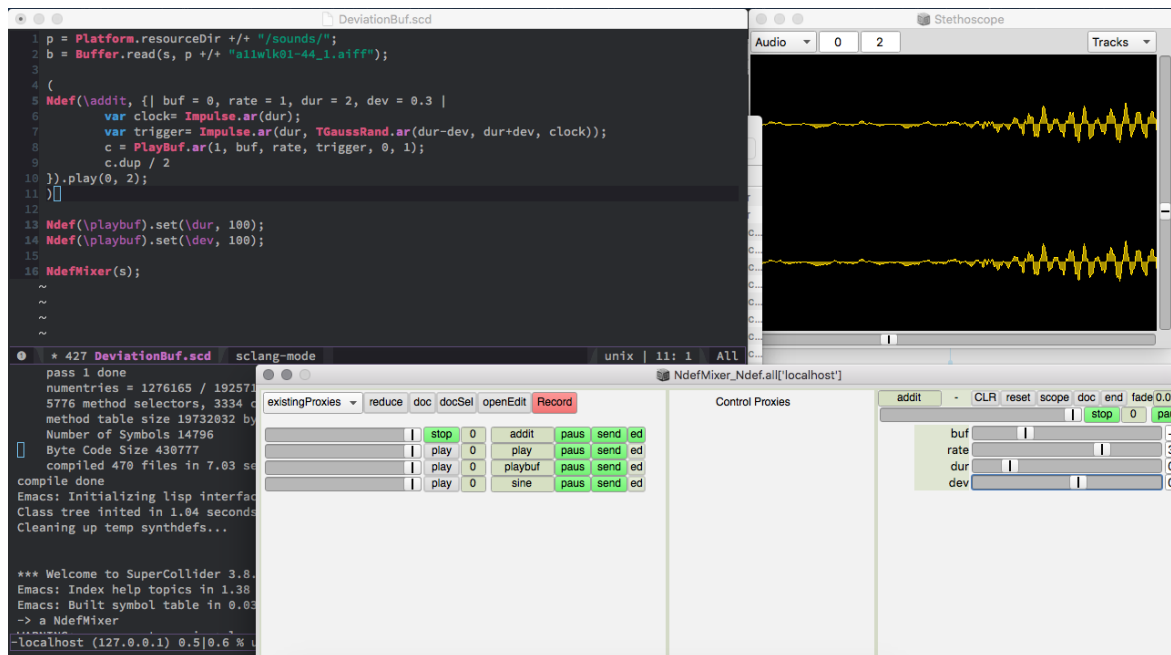 DeviationBuf.scd
1 p = Platform.resourceDir +/+ "/sounds/";
2 b = Buffer.read(s, p +/+ "a11wlk01-44_1.aiff");
3
4 (
5 Ndef(\addit, {| buf = 0, rate = 1, dur = 2, dev = 0.3 |
6 var clock= Impulse.ar(dur);
7 var trigger= Impulse.ar(dur, TGaussRand.ar(dur-dev, dur+dev, clock));
8 c = PlayBuf.ar(1, buf, rate, trigger, 0, 1);
9 c.dup / 2
10 }).play(0, 2);
11 )
12
13 Ndef(\playbuf).set(\dur, 100);
14 Ndef(\playbuf).set(\dev, 100);
15
16 NdefMixer(s);
~
~
~
~
* 427 DeviationBuf.scd sclang-mode unix | 11: 1 All
pass 1 done
numentries = 1276165 / 192571
5776 method selectors, 3334 c
method table size 19732032 by
Number of Symbols 14796
Byte Code Size 430777
compiled 470 files in 7.03 se
compile done
Emacs: Initializing lisp interfac
Class tree inited in 1.04 seconds
Cleaning up temp synthdefs...
*** Welcome to SuperCollider 3.8.
Emacs: Index help topics in 1.38
Emacs: Built symbol table in 0.03
-> a NdefMixer
-localhost (127.0.0.1) 0.5|0.6 % u
Stethoscope
Audio 0 2 Tracks
NdefMixer_Ndef.all['localhost']
existingProxies reduce doc docSel openEdit Record
stop 0 addit paus send ed
play 0 play paus send ed
play 0 playbuf paus send ed
play 0 sine paus send ed
Control Proxies
addit - CLR reset scope doc end fade 0.0
stop 0 pau
buf
rate
dur
dev